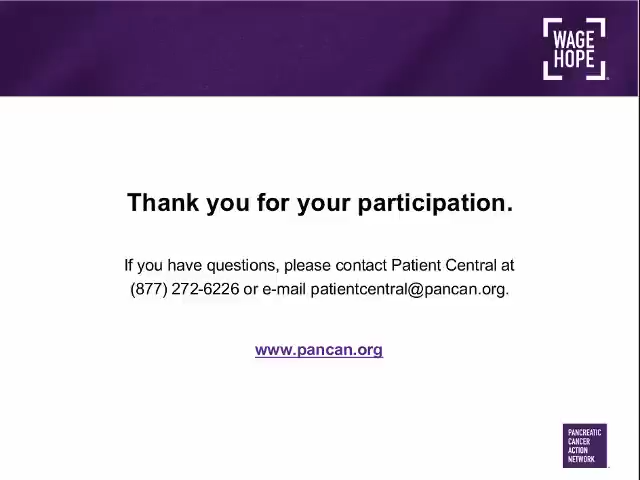 WAGE
HOPE
Thank you for your participation.
If you have questions, please contact Patient Central at
(877) 272-6226 or e-mail patientcentral@pancan.org.
www.pancan.org
PANCREATIC
CANCER
ACTION
NETWORK